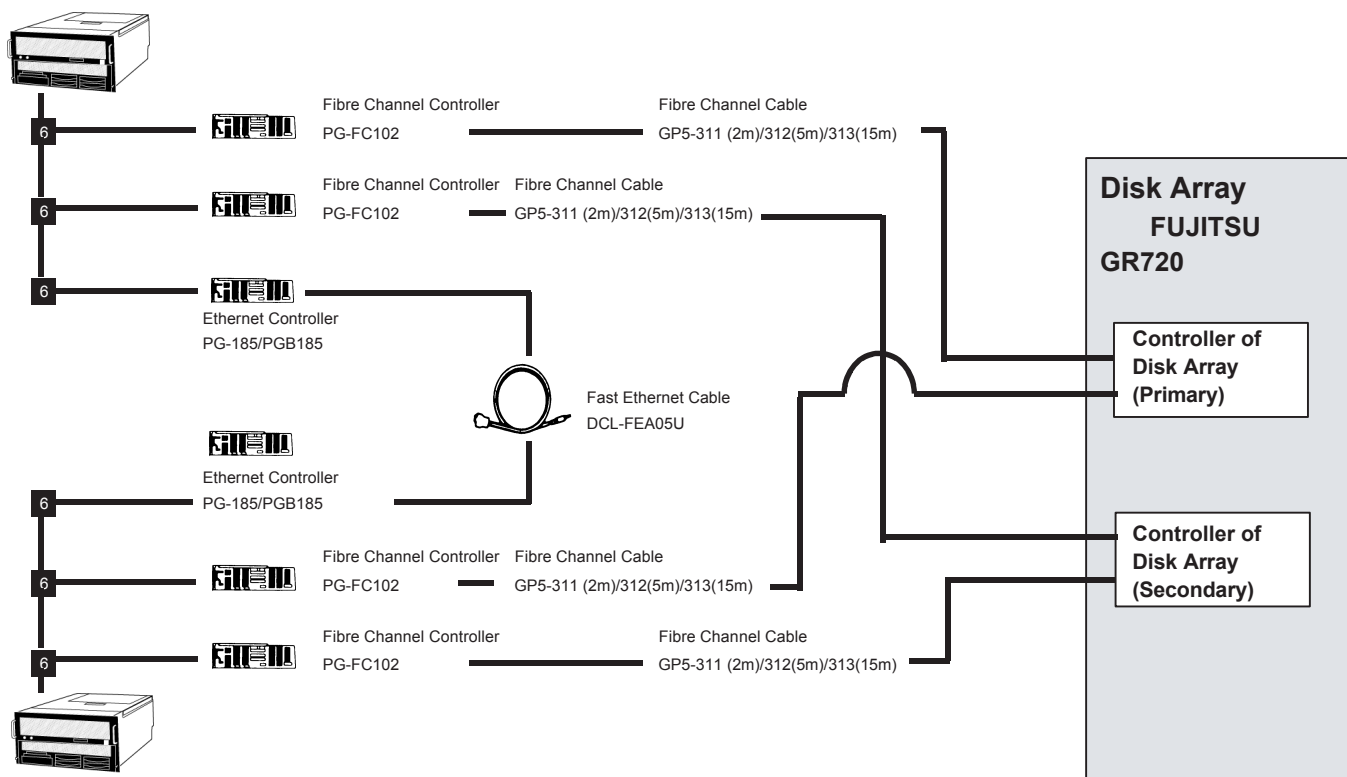 6
Fibre Channel Controller
PG-FC102
Fibre Channel Cable
GP5-311 (2m)/312(5m)/313(15m)
6
Fibre Channel Controller
PG-FC102
Fibre Channel Cable
GP5-311 (2m)/312(5m)/313(15m)
6
Ethernet Controller
PG-185/PGB185
Fast Ethernet Cable
DCL-FEA05U
Ethernet Controller
6
PG-185/PGB185
6
Fibre Channel Controller
PG-FC102
Fibre Channel Cable
GP5-311 (2m)/312(5m)/313(15m)
6
Fibre Channel Controller
PG-FC102
Fibre Channel Cable
GP5-311 (2m)/312(5m)/313(15m)
Disk Array
FUJITSU
GR720
Controller of
Disk Array
(Primary)
Controller of
Disk Array
(Secondary)